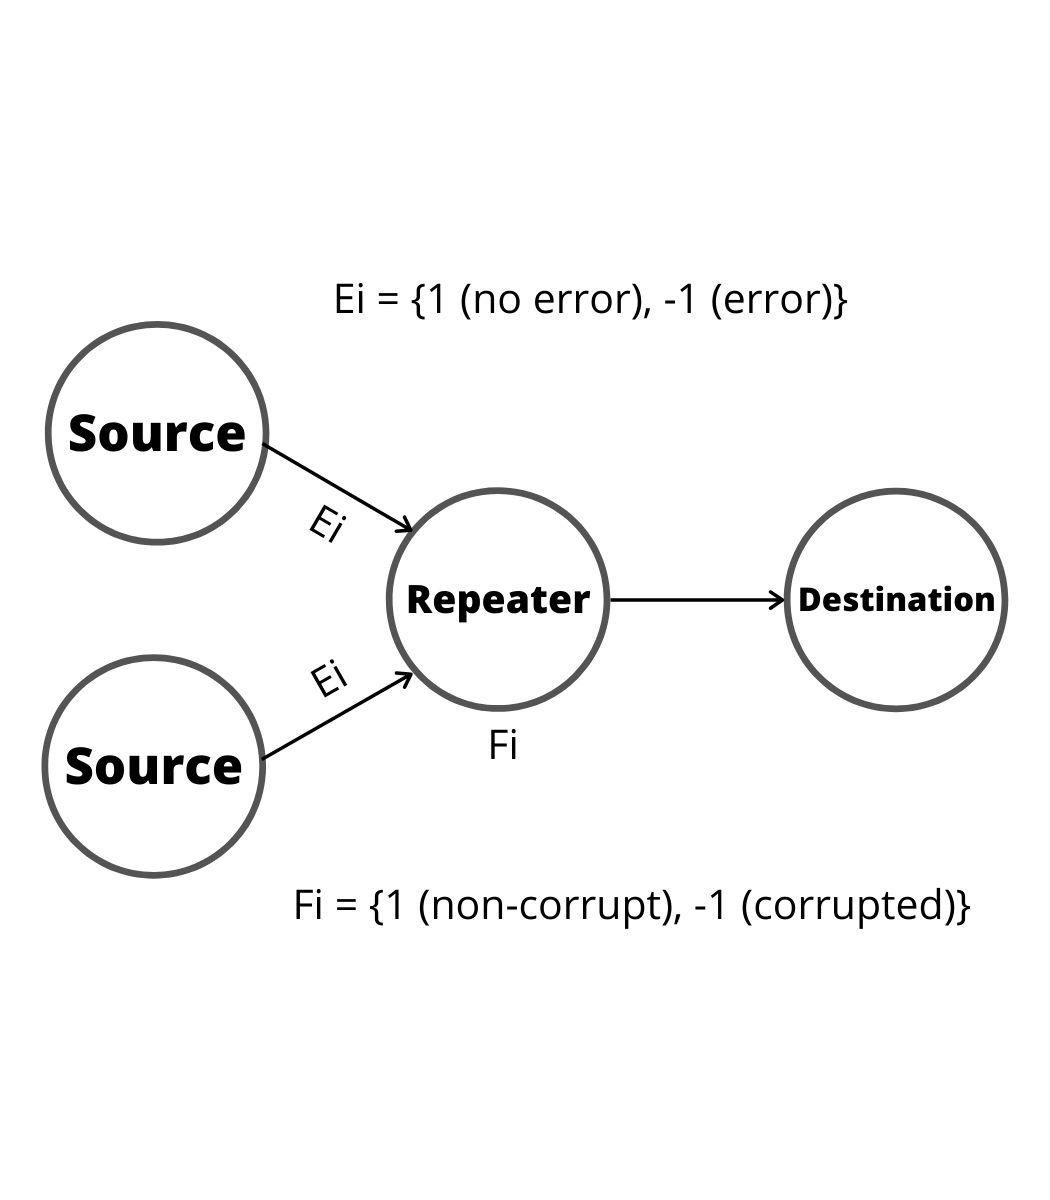 Ei = {1 (no error), -1 (error)}
Source
Ei
Repeater
Destination
Ei
Source
Fi
Fi = {1 (non-corrupt), -1 (corrupted)}